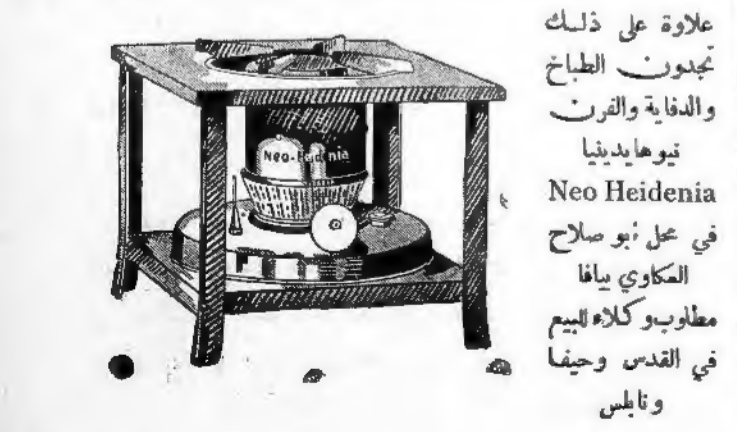 علاوة على ذلك
تجدون الطباخ
والدفاية والفرن
نيوهايدينيا
Neo Heidenia
في محل أبو صلاح
المكاوي بيافا
مطلوب وكلاء للبيع
في القدس وحيفا
ونابلس
Neo-Heidenia